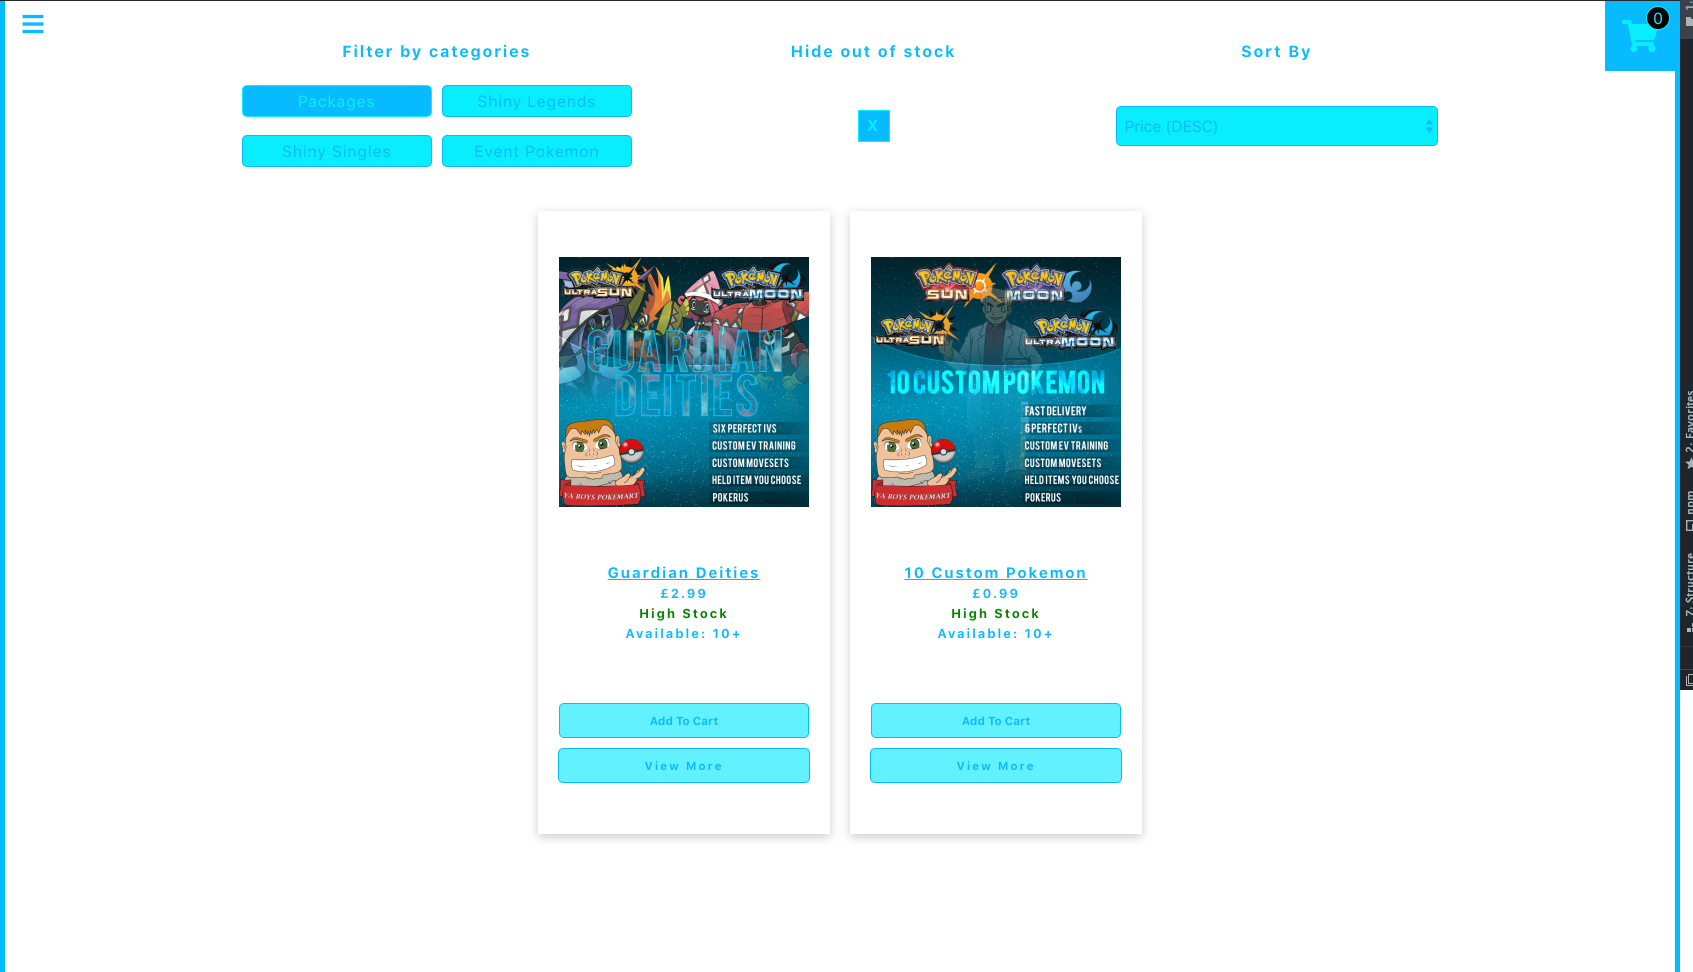 0
Filter by categories
Hide out of stock
Sort By
Packages
Shiny Legends
X
Price (DESC)
Shiny Singles
Event Pokemon
POKÉMON ULTRA SUN
POKÉMON ULTRA MOON
GUARDIAN
DEITIES
SIX PERFECT IVS
CUSTOM EV TRAINING
CUSTOM MOVESETS
HELD ITEM YOU CHOOSE
POKERUS
YA BOYS POKEMART
POKÉMON SUN
POKÉMON MOON
POKÉMON ULTRA SUN
POKÉMON ULTRA MOON
10 CUSTOM POKEMON
FAST DELIVERY
6 PERFECT IVs
CUSTOM EV TRAINING
CUSTOM MOVESETS
HELD ITEMS YOU CHOOSE
POKERUS
YA BOYS POKEMART
Guardian Deities
£2.99
High Stock
Available: 10+
Add To Cart
View More
10 Custom Pokemon
£0.99
High Stock
Available: 10+
Add To Cart
View More
2: Favorites
npm
7: Structure